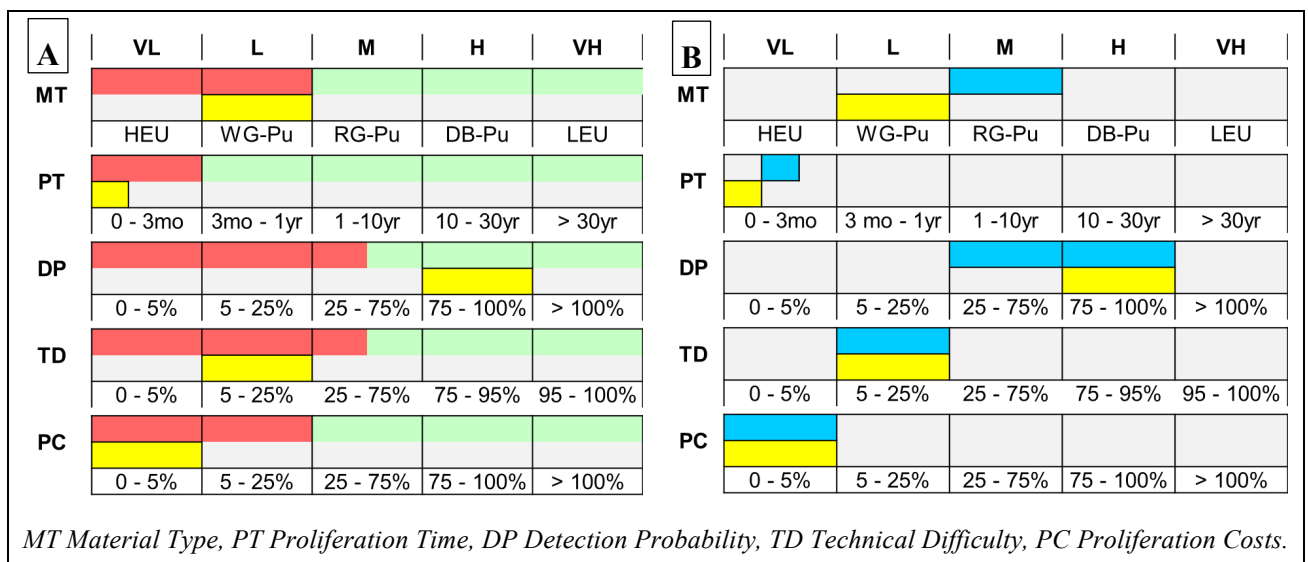 A VL L M H VH
MT
HEU WG-Pu RG-Pu DB-Pu LEU
PT
0 - 3mo 3mo - 1yr 1 -10yr 10 - 30yr > 30yr
DP
0 - 5% 5 - 25% 25 - 75% 75 - 100% > 100%
TD
0 - 5% 5 - 25% 25 - 75% 75 - 95% 95 - 100%
PC
0 - 5% 5 - 25% 25 - 75% 75 - 100% > 100%
B VL L M H VH
MT
HEU WG-Pu RG-Pu DB-Pu LEU
PT
0 - 3mo 3 mo - 1yr 1 -10yr 10 - 30yr > 30yr
DP
0 - 5% 5 - 25% 25 - 75% 75 - 100% > 100%
TD
0 - 5% 5 - 25% 25 - 75% 75 - 95% 95 - 100%
PC
0 - 5% 5 - 25% 25 - 75% 75 - 100% > 100%
MT Material Type, PT Proliferation Time, DP Detection Probability, TD Technical Difficulty, PC Proliferation Costs.